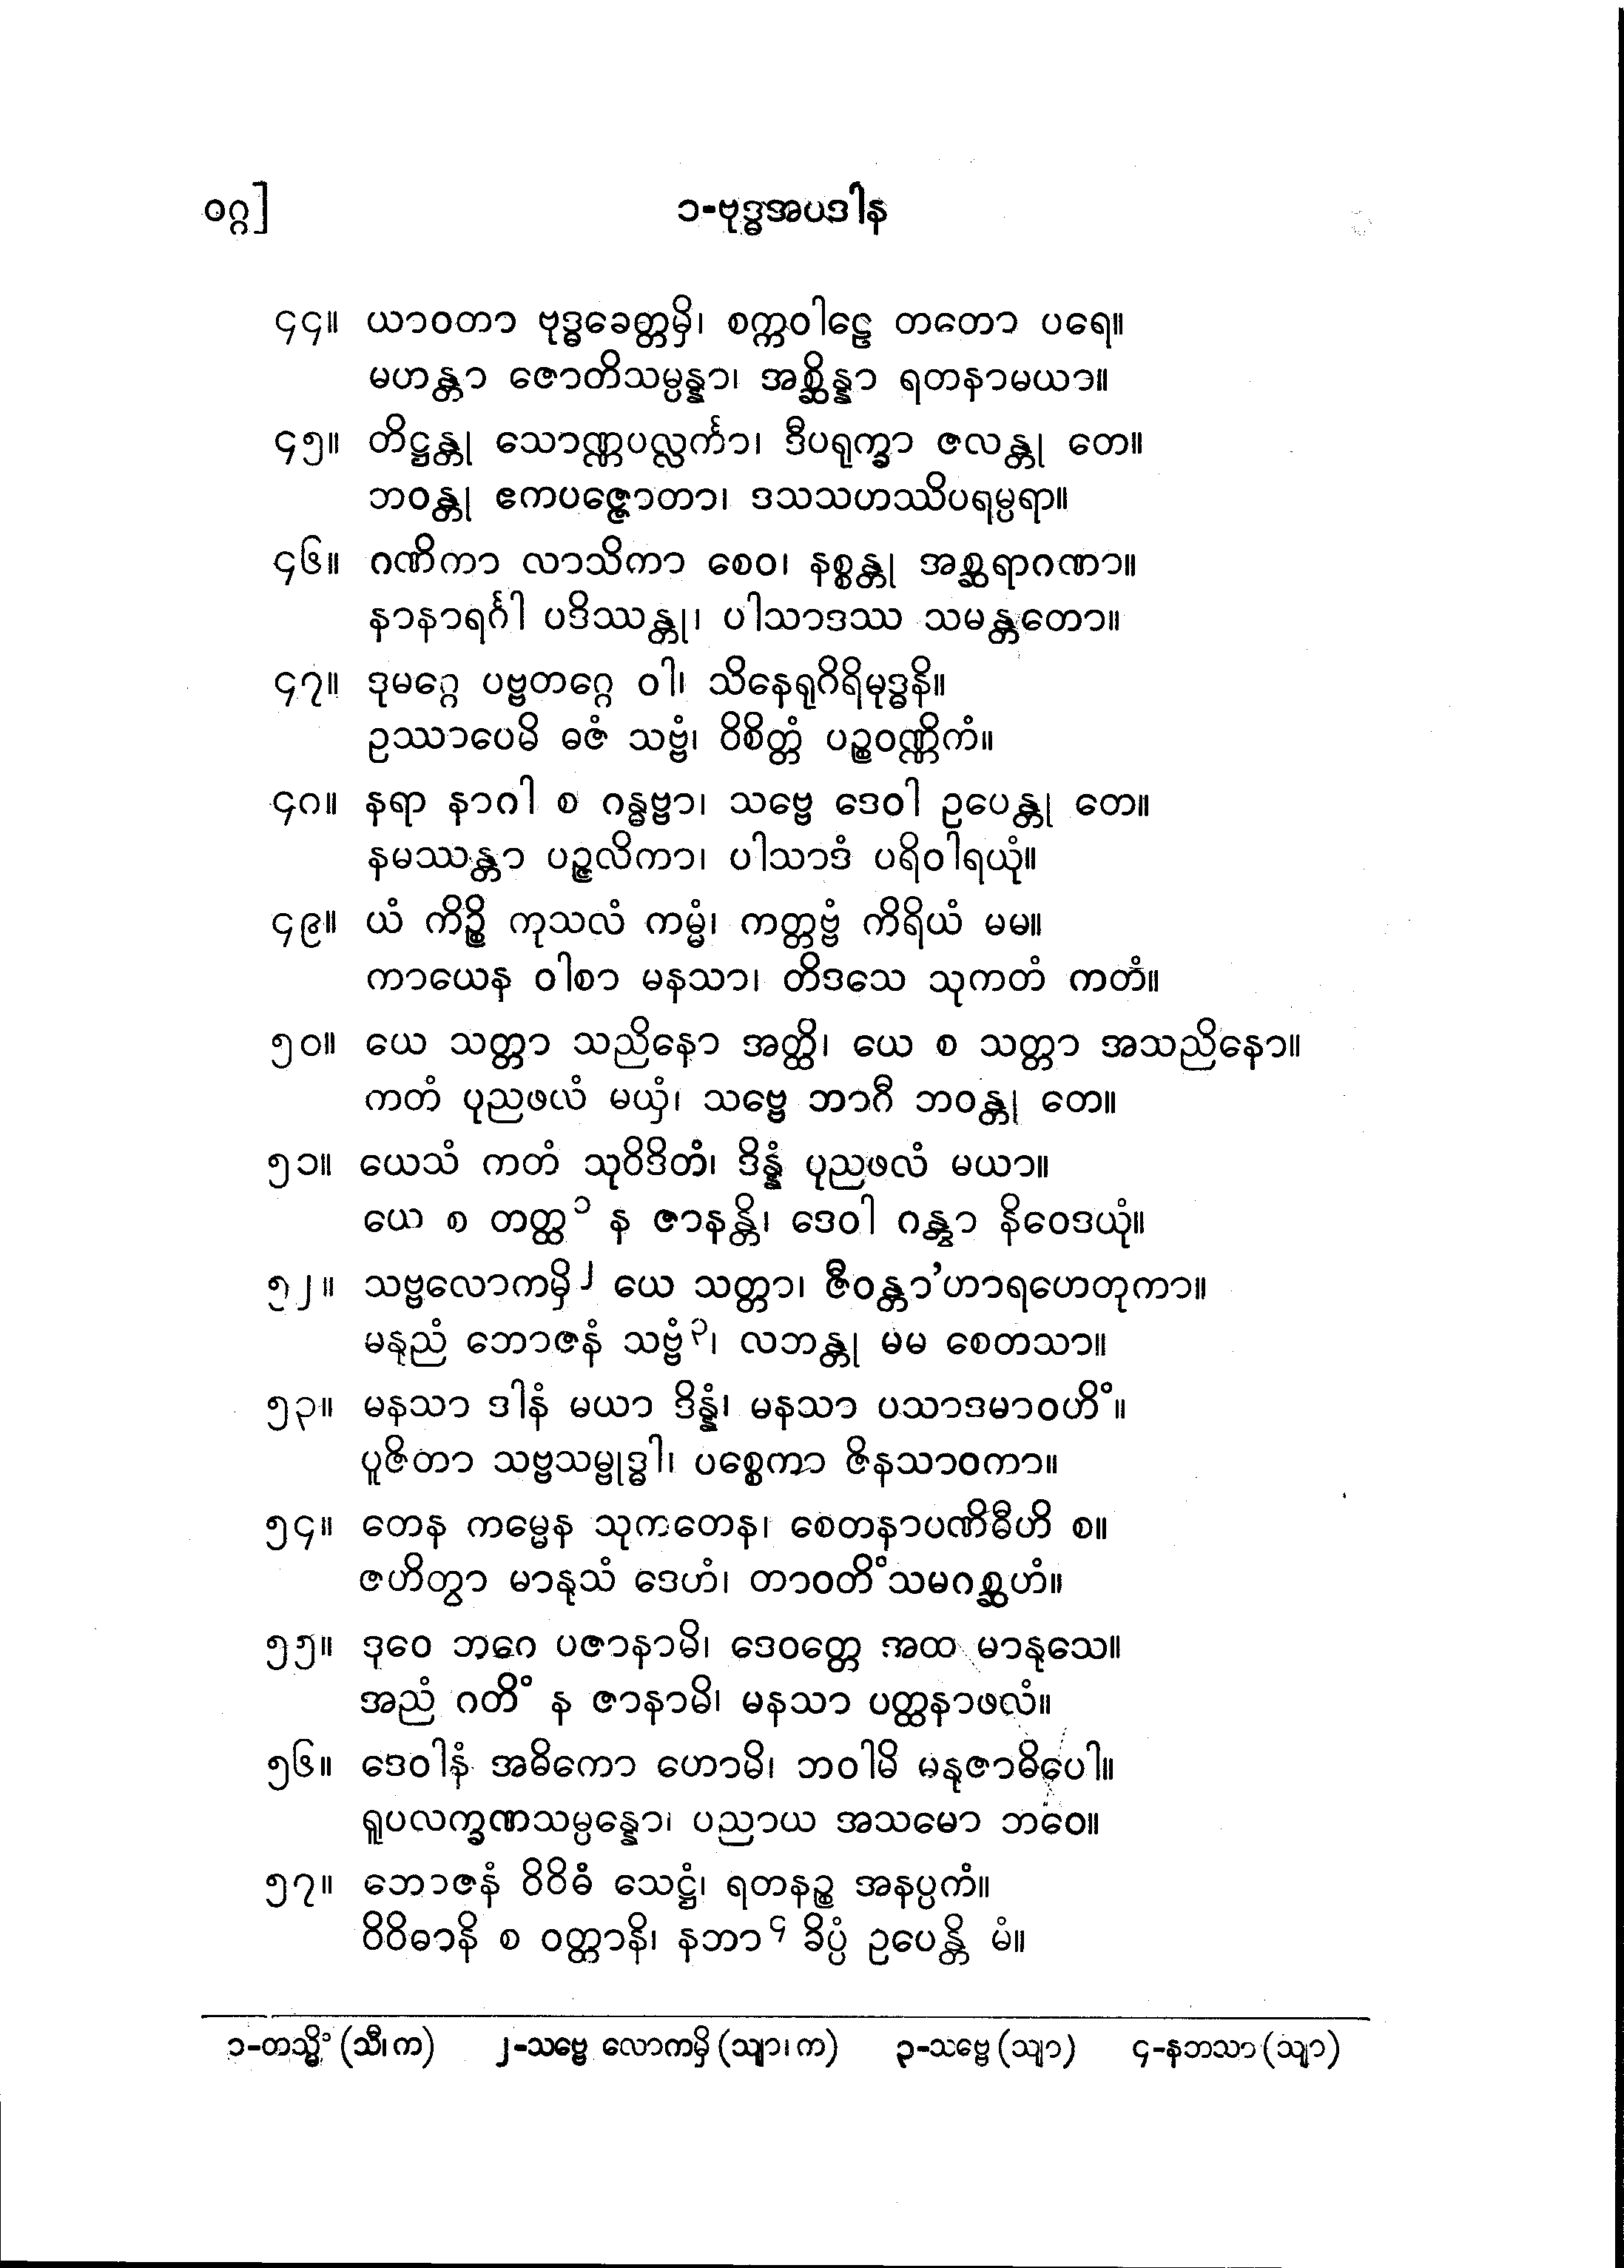 ဝဂ္ဂ]
၁-ဗုဒ္ဓအပဒါန
၄၄။ ယာဝတာ ဗုဒ္ဓခေတ္တမှိ၊ စက္ကဝါဠေ တတော ပရေ။
မဟန္တာ ဇောတိသမ္ပန္နာ၊ အစ္ဆိန္နာ ရတနာမယာ။
၄၅။ တိဋ္ဌန္တု သောဏ္ဏပလ္လင်္ကာ၊ ဒီပရုက္ခာ ဇလန္တု တေ။
ဘဝန္တု ဧကပဇ္ဇောတာ၊ ဒသသဟဿိပရမ္ပရာ။
၄၆။ ဂဏိကာ လာသိကာ စေဝ၊ နစ္စန္တု အစ္ဆရာဂဏာ။
နာနာရင်္ဂါ ပဒိဿန္တု၊ ပါသာဒဿ သမန္တတော။
၄၇။ ဒုမဂ္ဂေ ပဗ္ဗတဂ္ဂေ ဝါ၊ သိနေရုဂိရိမုဒ္ဓနိ။
ဥဿာပေမိ ဓဇံ သဗ္ဗံ၊ ဝိစိတ္တံ ပဉ္စဝဏ္ဏိကံ။
၄၈။ နရာ နာဂါ စ ဂန္ဓဗ္ဗာ၊ သဗ္ဗေ ဒေဝါ ဥပေန္တု တေ။
နမဿန္တာ ပဉ္ဇလိကာ၊ ပါသာဒံ ပရိဝါရယုံ။
၄၉။ ယံ ကိဉ္စိ ကုသလံ ကမ္မံ၊ ကတ္တဗ္ဗံ ကိရိယံ မမ။
ကာယေန ဝါစာ မနသာ၊ တိဒသေ သုကတံ ကတံ။
၅၀။ ယေ သတ္တာ သညိနော အတ္ထိ၊ ယေ စ သတ္တာ အသညိနော။
ကတံ ပုညဖလံ မယှံ၊ သဗ္ဗေ ဘာဂီ ဘဝန္တု တေ။
၅၁။ ယေသံ ကတံ သုဝိဒိတံ၊ ဒိန္နံ ပုညဖလံ မယာ။
ယေ စ တတ္ထ၁ န ဇာနန္တိ၊ ဒေဝါ ဂန္တွာ နိဝေဒယုံ။
၅၂။ သဗ္ဗလောကမှိ၂ ယေ သတ္တာ၊ ဇီဝန္တာ’ဟာရဟေတုကာ။
မနုညံ ဘောဇနံ သဗ္ဗံ၃၊ လဘန္တု မမ စေတသာ။
၅၃။ မနသာ ဒါနံ မယာ ဒိန္နံ၊ မနသာ ပသာဒမာဝဟိံ။
ပူဇိတာ သဗ္ဗသမ္ဗုဒ္ဓါ၊ ပစ္စေကာ ဇိနသာဝကာ။
၅၄။ တေန ကမ္မေန သုကတေန၊ စေတနာပဏိဓီဟိ စ။
ဇဟိတွာ မာနုသံ ဒေဟံ၊ တာဝတိံသမဂစ္ဆဟံ။
၅၅။ ဒုဝေ ဘဂေ ပဇာနာမိ၊ ဒေဝတ္တေ အထ မာနုသေ။
အညံ ဂတိံ န ဇာနာမိ၊ မနသာ ပတ္ထနာဖလံ။
၅၆။ ဒေဝါနံ အဓိကော ဟောမိ၊ ဘဝါမိ မနုဇာဓိပေါ။
ရူပလက္ခဏသမ္ပန္နော၊ ပညာယ အသမော ဘဝေ။
၅၇။ ဘောဇနံ ဝိဝိဓံ သေဋ္ဌံ၊ ရတနဉ္စ အနပ္ပကံ။
ဝိဝိဓာနိ စ ဝတ္ထာနိ၊ နဘာ၄ ခိပ္ပံ ဥပေန္တိ မံ။
၁-တသ္မိံ (သီ၊က) ၂-သဗ္ဗေ လောကမှိ (သျာ၊က) ၃-သဗ္ဗေ (သျာ) ၄-နဘသာ (သျာ)